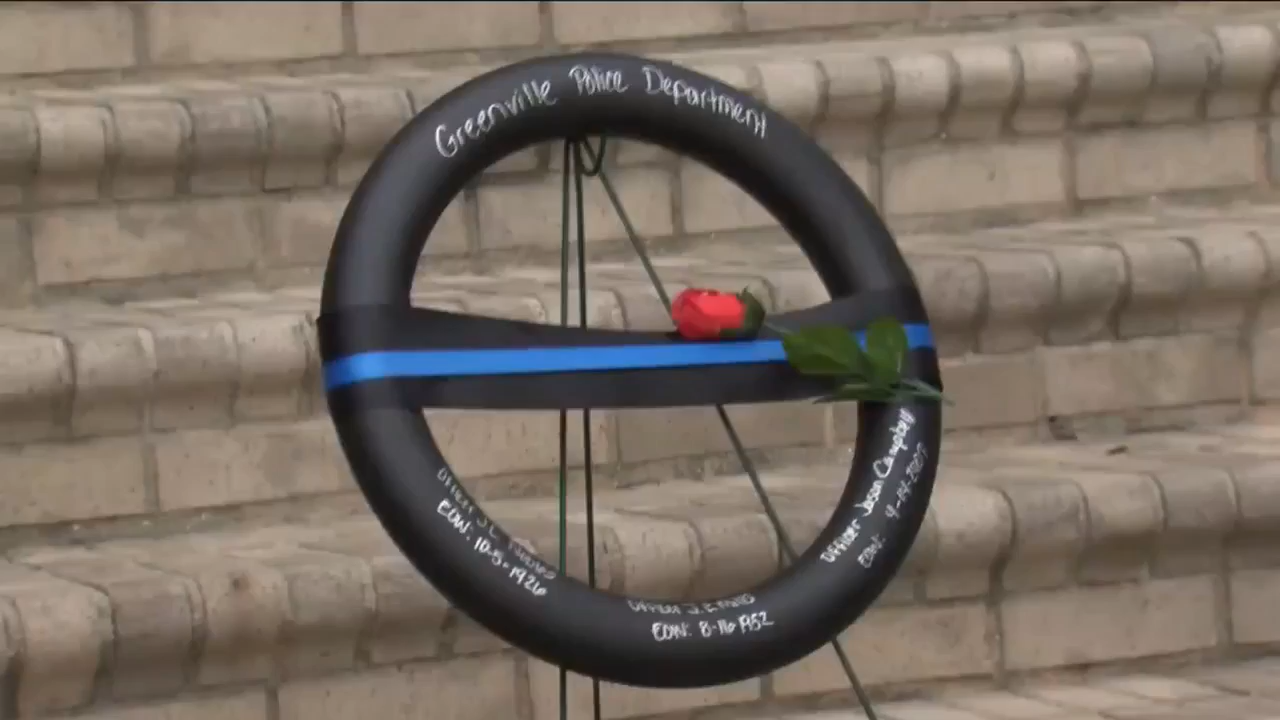 Greenville Police Department
Officer J.L.
EOW: 10-5-1926
Officer J.E.
EOW: 8-16 1952
Officer Jason Campbell
EOW: 4-14-2007